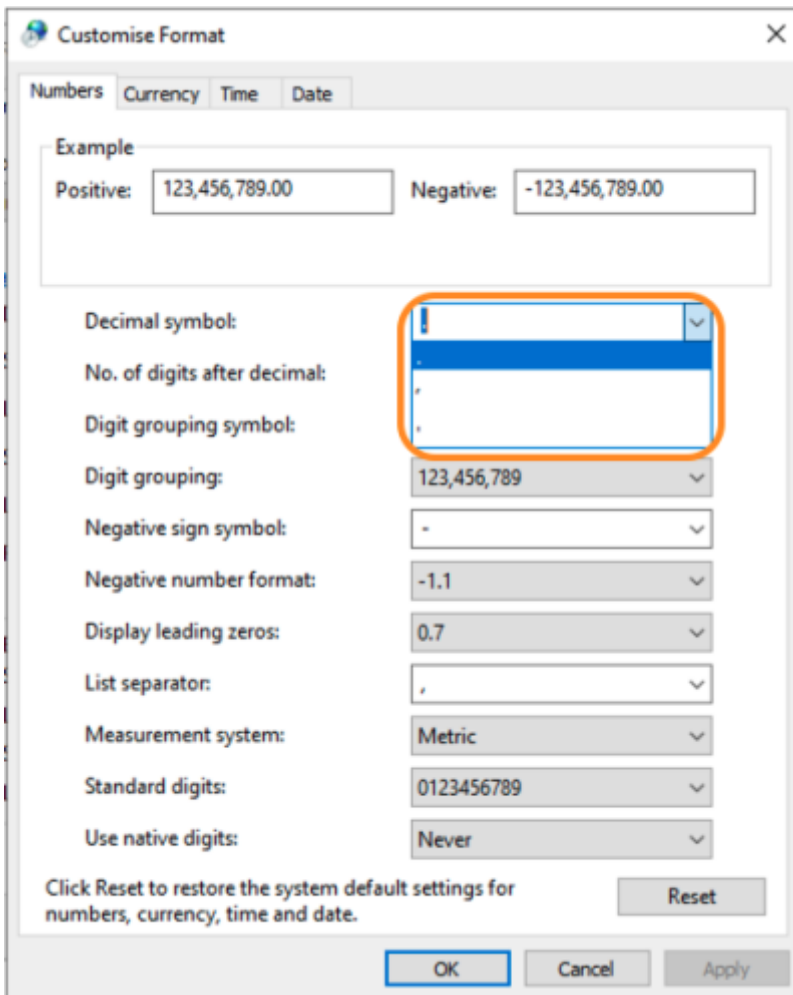 Customise Format
Numbers Currency Time Date
Example
Positive: 123,456,789.00 Negative: -123,456,789.00
Decimal symbol: .
.
No. of digits after decimal:
,
Digit grouping symbol:
Digit grouping: 123,456,789
Negative sign symbol: -
Negative number format: -1.1
Display leading zeros: 0.7
List separator: ,
Measurement system: Metric
Standard digits: 0123456789
Use native digits: Never
Click Reset to restore the system default settings for
numbers, currency, time and date.
Reset
OK Cancel Apply